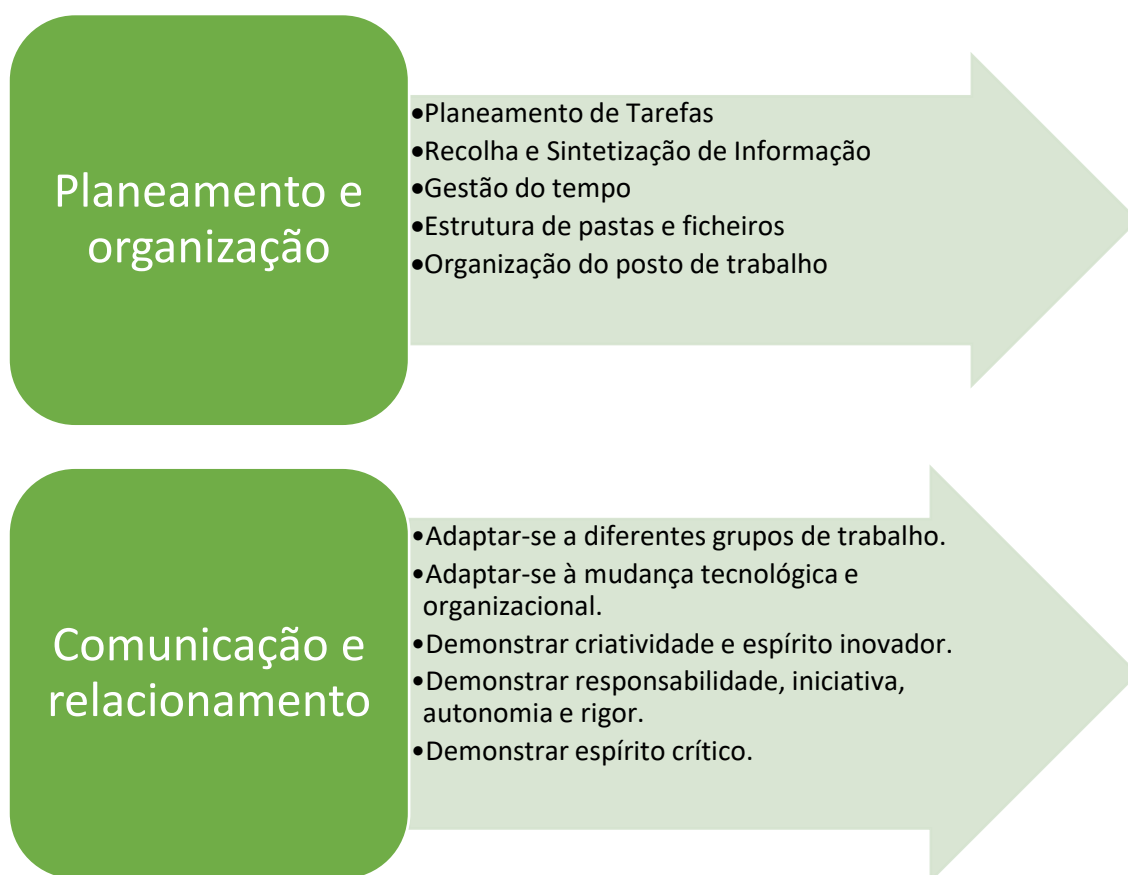 Planeamento e
organização
•Planeamento de Tarefas
•Recolha e Sintetização de Informação
•Gestão do tempo
•Estrutura de pastas e ficheiros
•Organização do posto de trabalho
Comunicação e
relacionamento
•Adaptar-se a diferentes grupos de trabalho.
•Adaptar-se à mudança tecnológica e
organizacional.
•Demonstrar criatividade e espírito inovador.
•Demonstrar responsabilidade, iniciativa,
autonomia e rigor.
•Demonstrar espírito crítico.